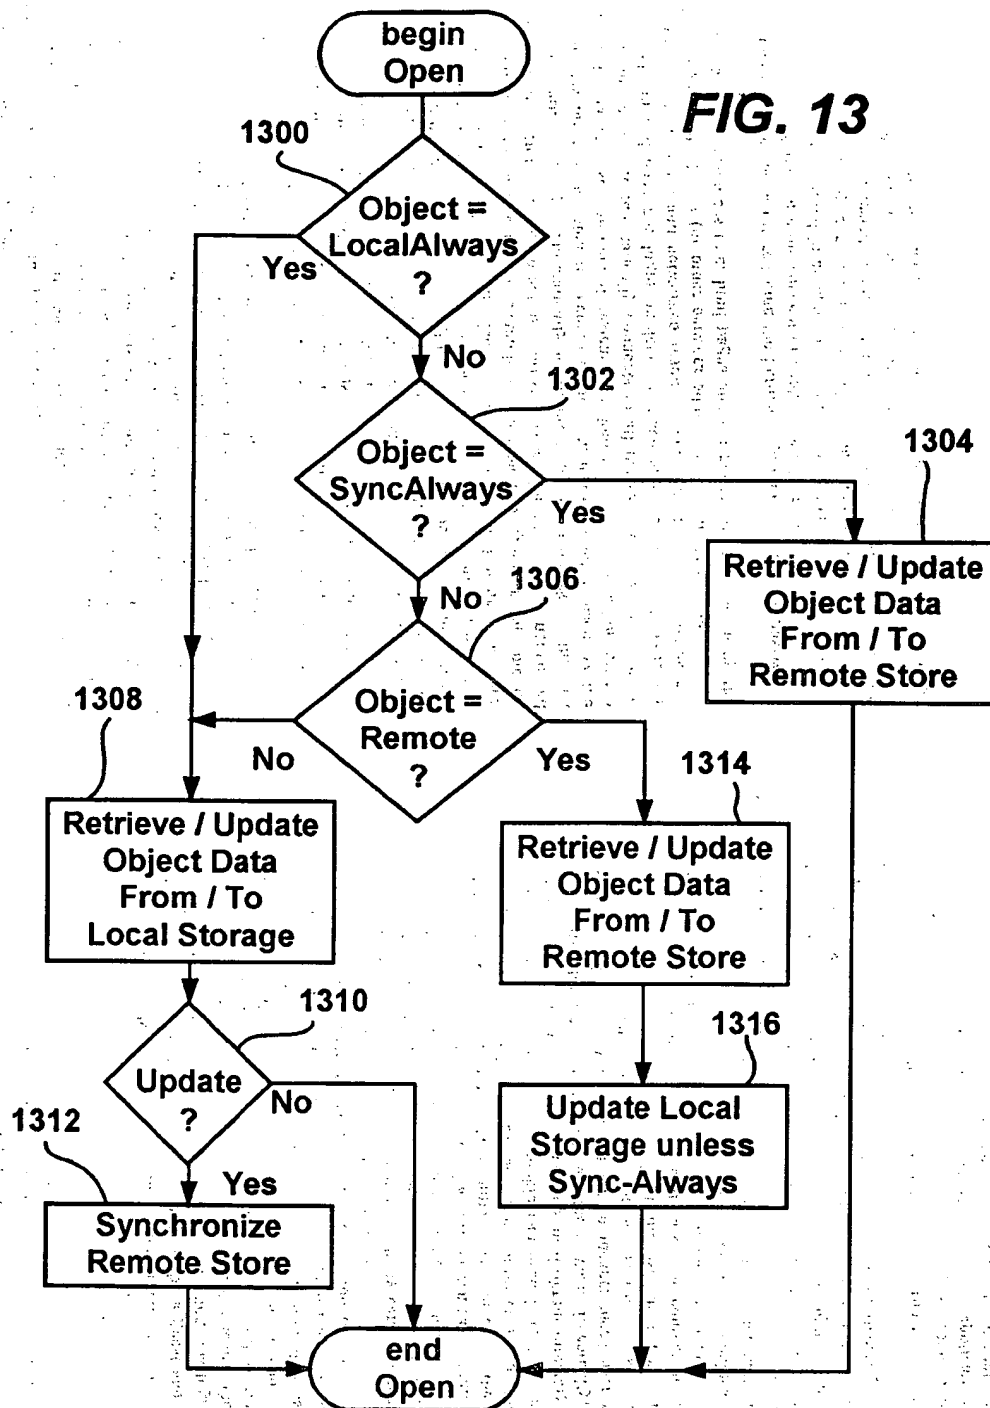 begin
Open
FIG. 13
1300
Object =
LocalAlways
?
Yes
No
1302
Object =
SyncAlways
?
Yes
1304
Retrieve / Update
Object Data
From / To
Remote Store
No
1306
Object =
Remote
?
No
Yes
1308
Retrieve / Update
Object Data
From / To
Local Storage
1314
Retrieve / Update
Object Data
From / To
Remote Store
1310
Update
?
No
1316
Update Local
Storage unless
Sync-Always
1312
Yes
Synchronize
Remote Store
end
Open